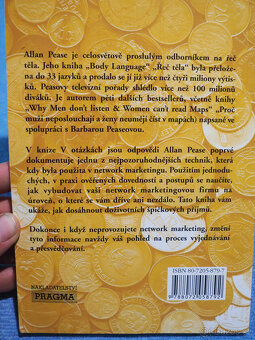 Allan Pease je celosvětově proslulým odborníkem na řeč
těla. Jeho kniha „Body Language“ „Řeč těla“ byla přelože-
na do 33 jazyků a prodalo se jí již více než čtyři miliony výtis-
ků. Peasovy televizní pořady shlédlo více než 100 milionů
diváků. Je autorem pěti dalších bestsellerů, včetně knihy
„Why Men don't listen & Women can't read Maps“ „Proč
muži neposlouchají a ženy neumějí číst v mapách) napsané ve
spolupráci s Barbarou Peaseovou.
V knize V otázkách jsou odpovědi Allan Pease poprvé
dokumentuje jednu z nejpozoruhodnějších technik, která
kdy byla použita v network marketingu. Použitím jednodu-
chých, v praxi ověřených dovedností a postupů se naučíte,
jak vybudovat vaši network marketingovou firmu na
úroveň, o které se vám dříve ani nezdálo. Tato kniha vám
ukáže, jak dosáhnout doživotních špičkových příjmů.
Dokonce i když neprovozujete network marketing, změní
tyto informace navždy váš pohled na proces vyjednávání
a přesvědčování.
ISBN 80-7205-879-7
9788072058792
NAKLADATELSTVÍ
PRAGMA